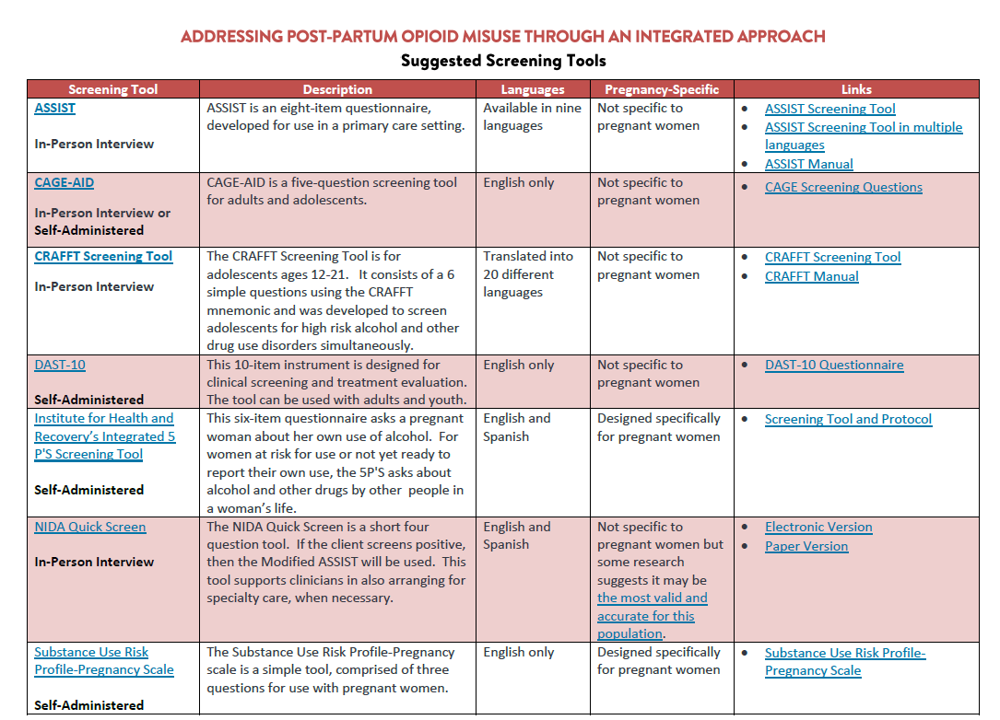 ADDRESSING POST-PARTUM OPIOID MISUSE THROUGH AN INTEGRATED APPROACH
Suggested Screening Tools
Screening Tool
Description
Languages
Pregnancy-Specific
Links
ASSIST
In-Person Interview
ASSIST is an eight-item questionnaire,
developed for use in a primary care setting.
Available in nine
languages
Not specific to
pregnant women
• ASSIST Screening Tool
• ASSIST Screening Tool in multiple
languages
• ASSIST Manual
CAGE-AID
In-Person Interview or
Self-Administered
CAGE-AID is a five-question screening tool
for adults and adolescents.
English only
Not specific to
pregnant women
• CAGE Screening Questions
CRAFFT Screening Tool
In-Person Interview
The CRAFFT Screening Tool is for
adolescents ages 12-21. It consists of a 6
simple questions using the CRAFFT
mnemonic and was developed to screen
adolescents for high risk alcohol and other
drug use disorders simultaneously.
Translated into
20 different
languages
Not specific to
pregnant women
• CRAFFT Screening Tool
• CRAFFT Manual
DAST-10
Self-Administered
This 10-item instrument is designed for
clinical screening and treatment evaluation.
The tool can be used with adults and youth.
English only
Not specific to
pregnant women
• DAST-10 Questionnaire
Institute for Health and
Recovery's Integrated 5
P'S Screening Tool
Self-Administered
This six-item questionnaire asks a pregnant
woman about her own use of alcohol. For
women at risk for use or not yet ready to
report their own use, the 5P'S asks about
alcohol and other drugs by other people in
a woman's life.
English and
Spanish
Designed specifically
for pregnant women
• Screening Tool and Protocol
NIDA Quick Screen
In-Person Interview
The NIDA Quick Screen is a short four
question tool. If the client screens positive,
then the Modified ASSIST will be used. This
tool supports clinicians in also arranging for
specialty care, when necessary.
English and
Spanish
Not specific to
pregnant women but
some research
suggests it may be
the most valid and
accurate for this
population.
• Electronic Version
• Paper Version
Substance Use Risk
Profile-Pregnancy Scale
Self-Administered
The Substance Use Risk Profile-Pregnancy
scale is a simple tool, comprised of three
questions for use with pregnant women.
English only
Designed specifically
for pregnant women
• Substance Use Risk Profile-
Pregnancy Scale